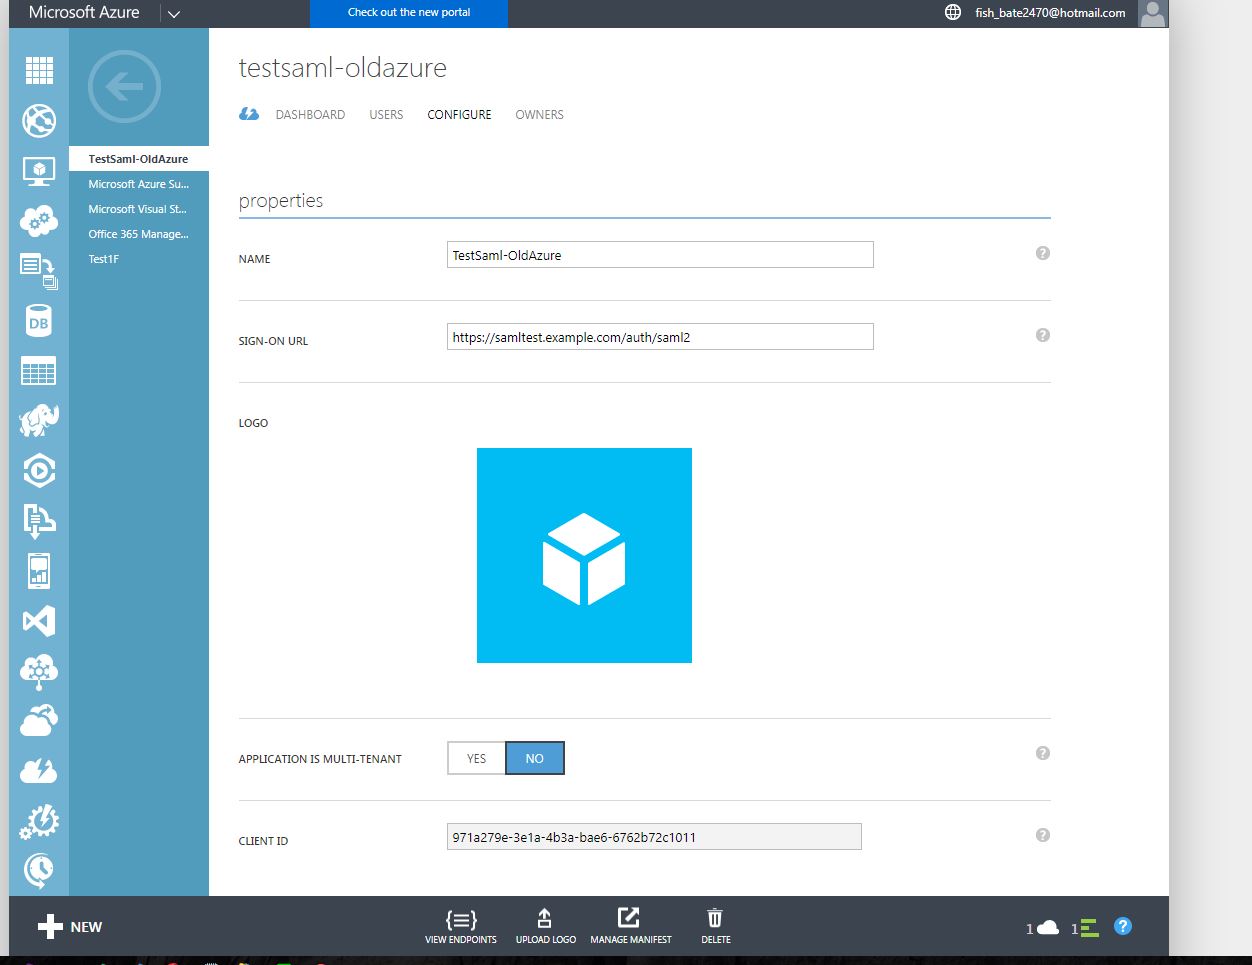 Microsoft Azure
Check out the new portal
fish_bate2470@hotmail.com
testsaml-oldazure
DASHBOARD USERS CONFIGURE OWNERS
TestSaml-OldAzure
Microsoft Azure Su...
Microsoft Visual St...
Office 365 Manage...
Test1F
properties
NAME
TestSaml-OldAzure
?
SIGN-ON URL
https://samltest.example.com/auth/saml2
?
LOGO
APPLICATION IS MULTI-TENANT
YES NO
?
CLIENT ID
971a279e-3e1a-4b3a-bae6-6762b72c1011
?
DB
NEW
VIEW ENDPOINTS
UPLOAD LOGO
MANAGE MANIFEST
DELETE
1
1
?